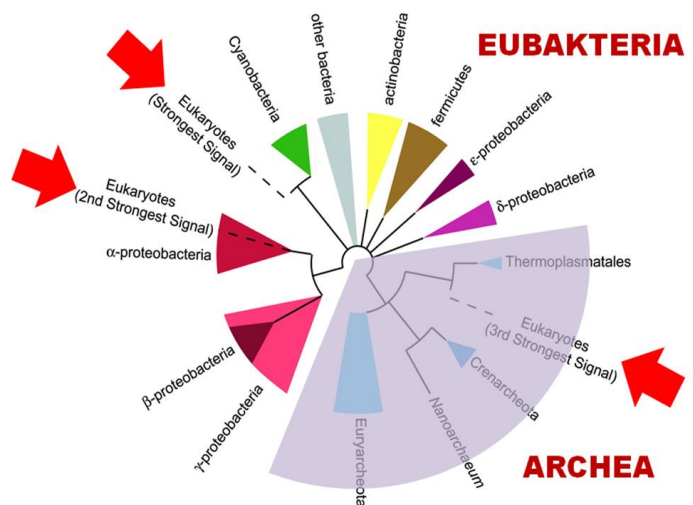 EUBAKTERIA
other bacteria
actinobacteria
fermicutes
Cyanobacteria
ε-proteobacteria
Eukaryotes
(Strongest Signal)
δ-proteobacteria
Eukaryotes
(2nd Strongest Signal)
α-proteobacteria
Thermoplasmatales
Eukaryotes
(3rd Strongest Signal)
β-proteobacteria
γ-proteobacteria
Crenarcheota
Nanoarchaeum
Euryarcheota
ARCHEA